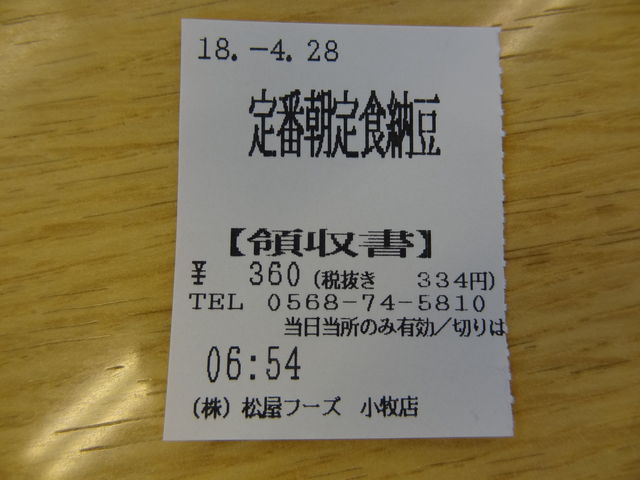 18.-4.28
定番朝定食納豆
【領収書】
¥ 360(税抜き 334円)
TEL 0568-74-5810
当日当所のみ有効/切りは
06:54
(株)松屋フーズ 小牧店